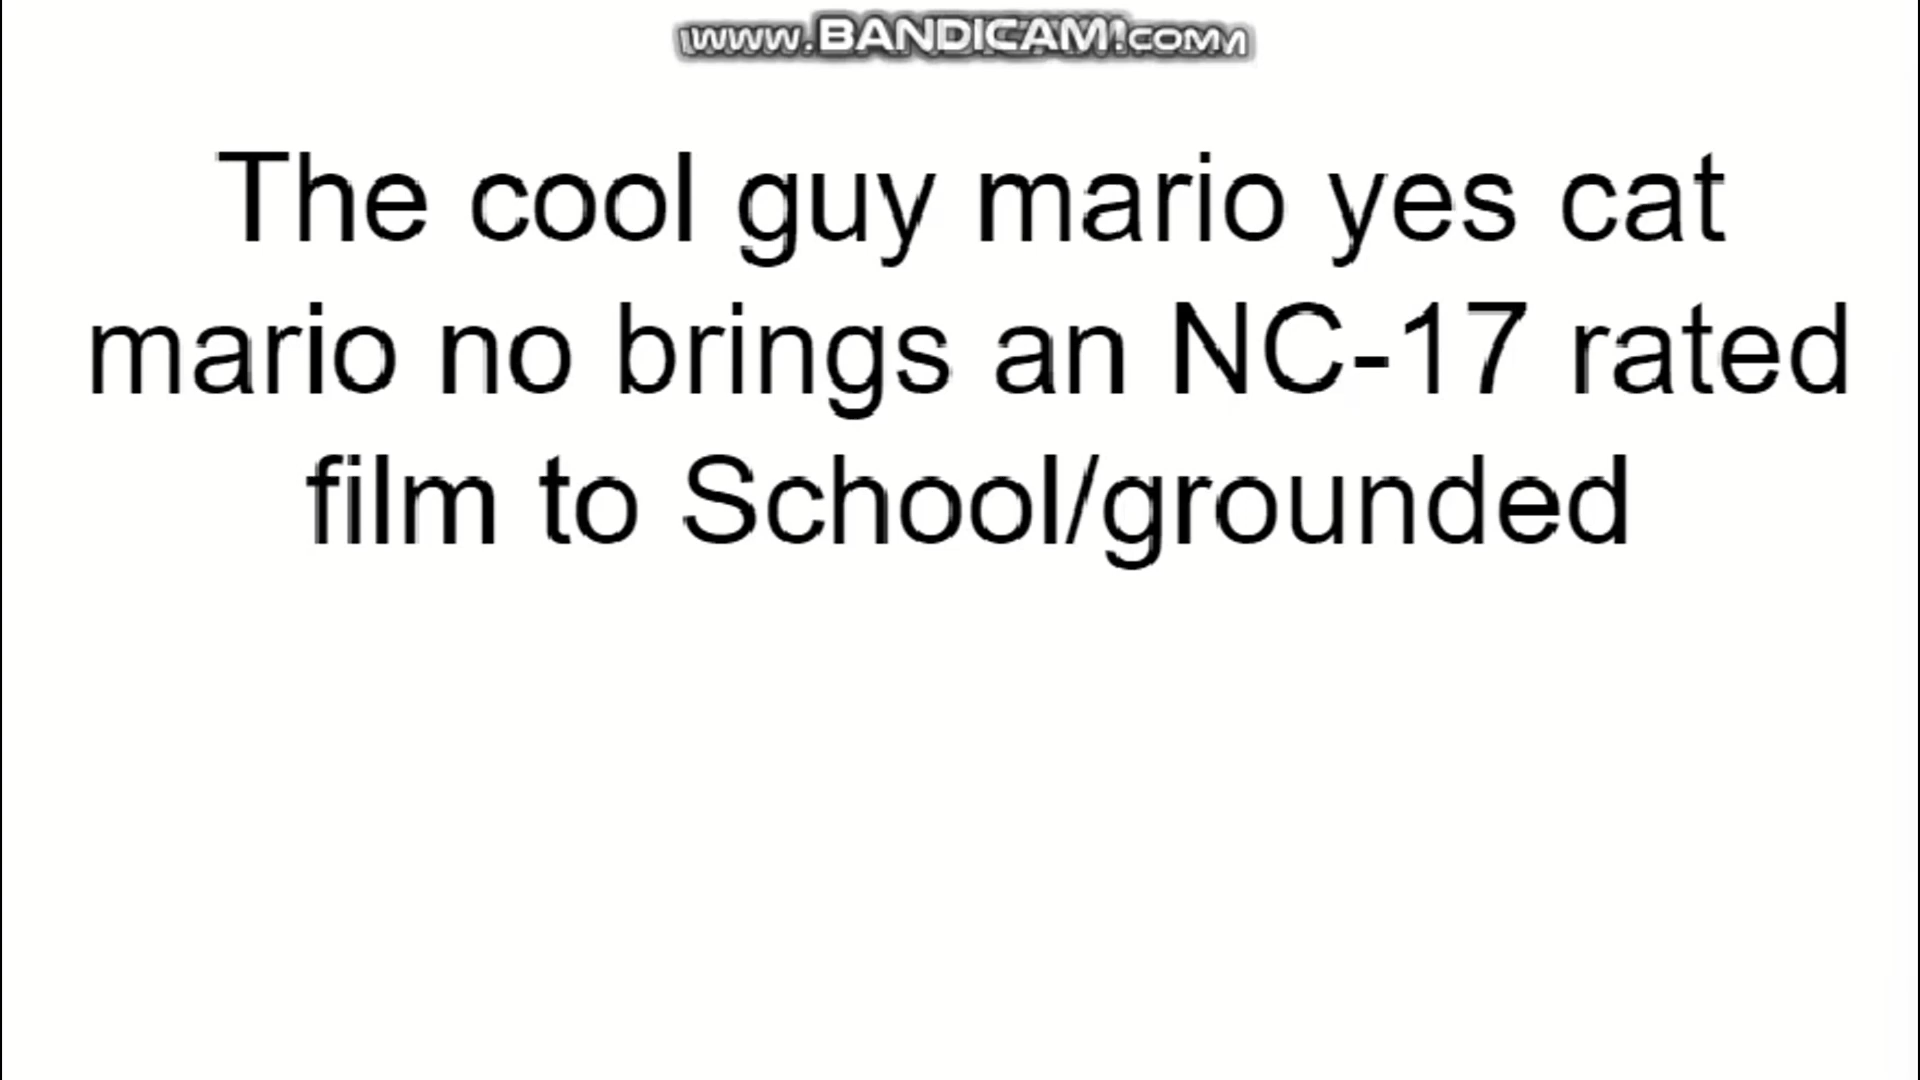 www.BANDICAM.com
The cool guy mario yes cat
mario no brings an NC-17 rated
film to School/grounded